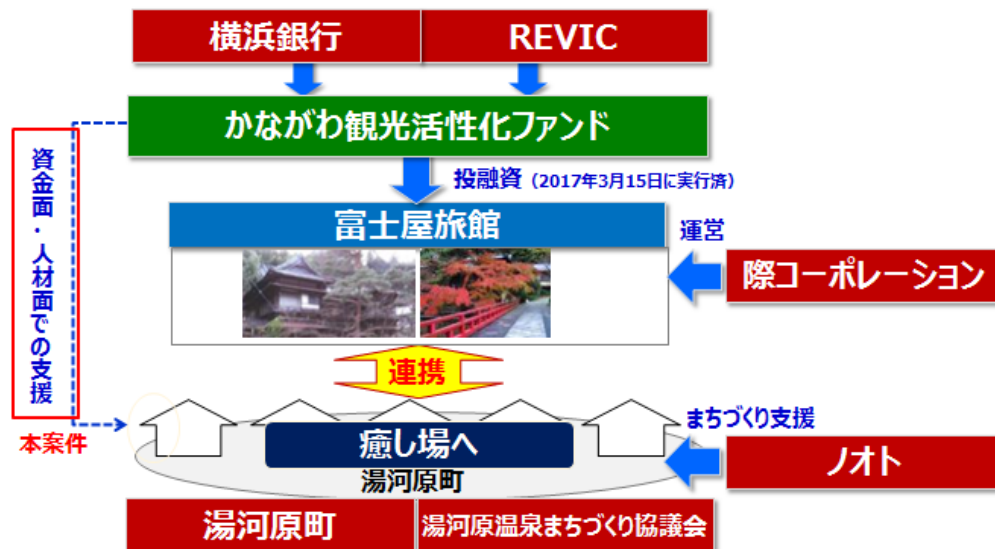 横浜銀行
REVIC
かながわ観光活性化ファンド
投融資（2017年3月15日に実行済）
富士屋旅館
運営
際コーポレーション
資金面・人材面での支援
連携
本案件
まちづくり支援
癒し場へ
湯河原町
ノオト
湯河原町
湯河原温泉まちづくり協議会